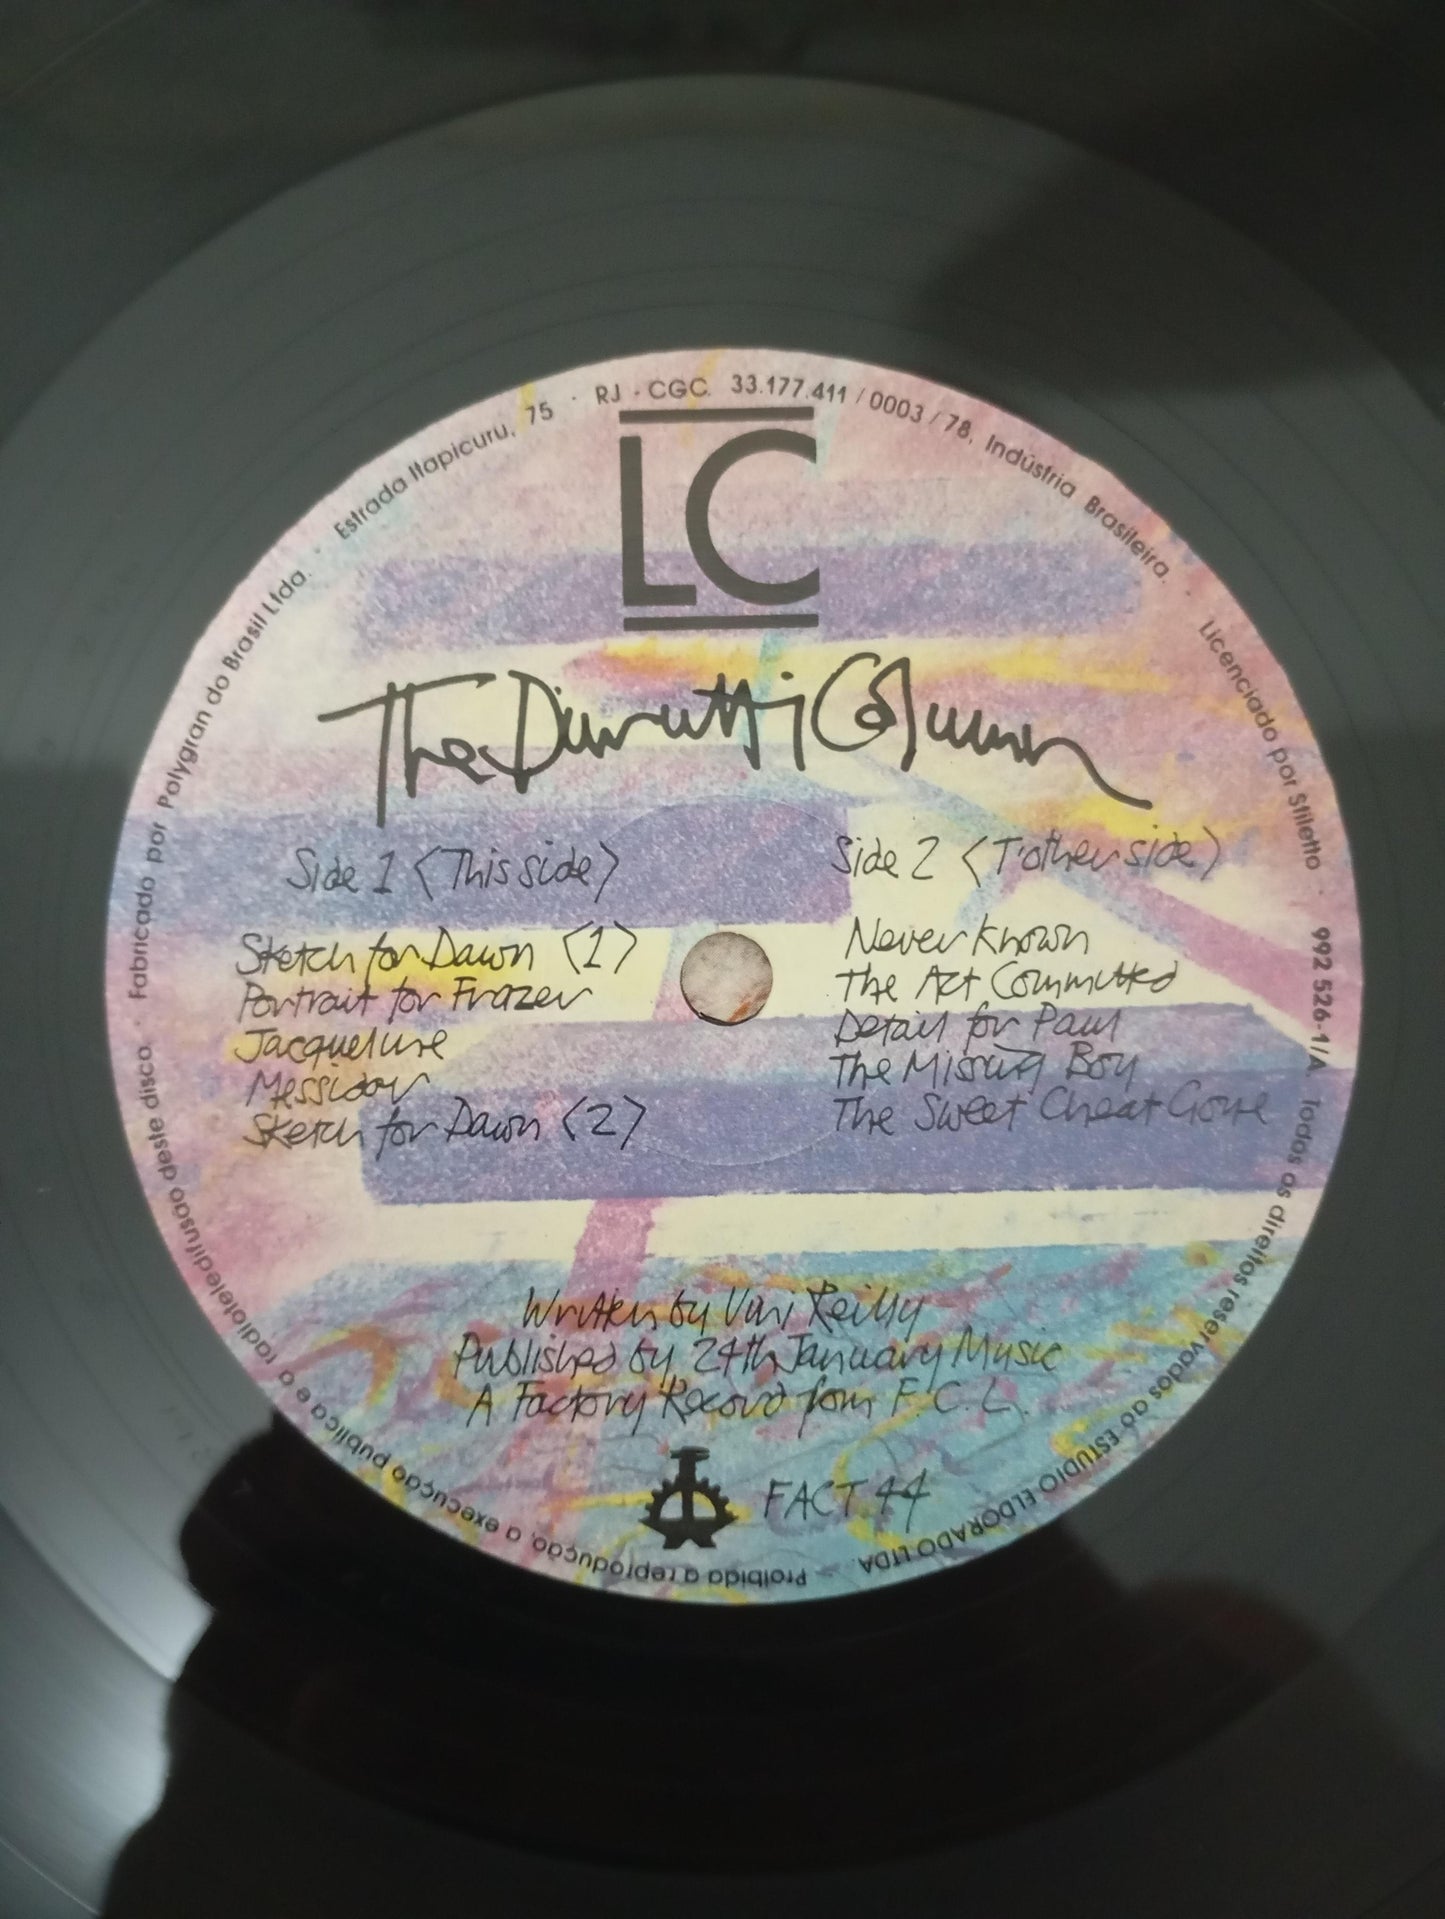 Fabricado por Polygran do Brasil Ltda. Estrada Itapicuru, 75 · RJ · CGC. 33.177.411 / 0003 / 78, Indústria Brasileira.
Licenciado por Stiletto · 992 526-1/A. Todos os direitos reservados ao ESTUDIO ELDORADO LTDA.
Proibida a reprodução, a execução pública e a radioteledifusão deste disco. ·
LC
The Durutti Column
Side 1 <This side>
Sketch for Dawn <1>
Portrait for Frazer
Jacqueline
Messidor
Sketch for Dawn <2>
Side 2 <T'other side>
Never Known
The Act Committed
Detail for Paul
The Missing Boy
The Sweet Cheat Gone
Written by Vini Reilly
Published by 24th January Music
A Factory Record from F.C.L.
FACT 44